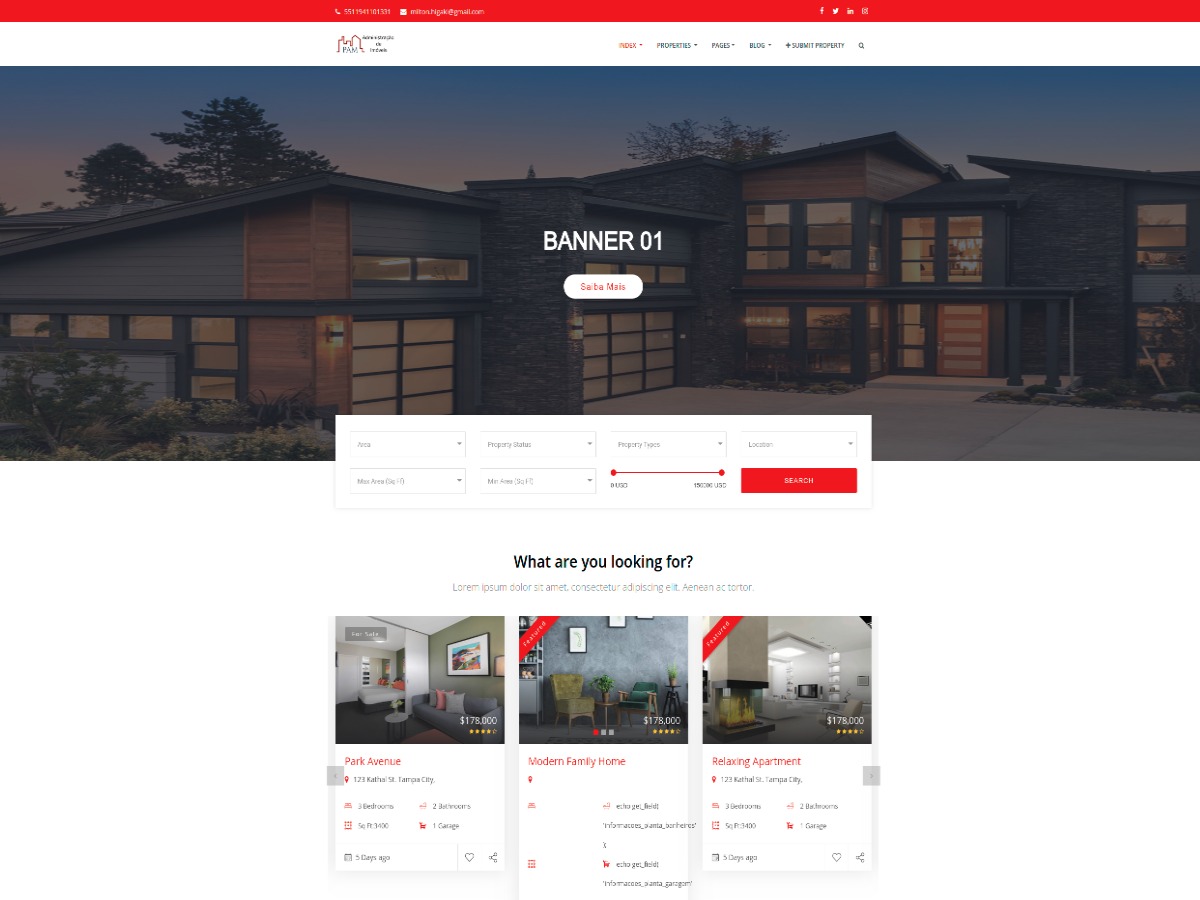 5511941101331 milton.higaki@gmail.com
PAM Administração de Imóveis
INDEX PROPERTIES PAGES BLOG + SUBMIT PROPERTY
BANNER 01
Saiba Mais
Area Property Status Property Types Location
Max Area (Sq Ff) Min Area (Sq Ff) 0 USD 150000 USD SEARCH
What are you looking for?
Lorem ipsum dolor sit amet, consectetur adipiscing elit. Aenean ac tortor.
For Sale Featured Featured
$178,000 $178,000 $178,000
Park Avenue Modern Family Home Relaxing Apartment
123 Kathal St. Tampa City, 123 Kathal St. Tampa City,
3 Bedrooms 2 Bathrooms echo get_field( 3 Bedrooms 2 Bathrooms
Sq Ft:3400 1 Garage 'informacoes_planta_banheiros' Sq Ft:3400 1 Garage
);
5 Days ago echo get_field( 5 Days ago
'informacoes_planta_garagem'